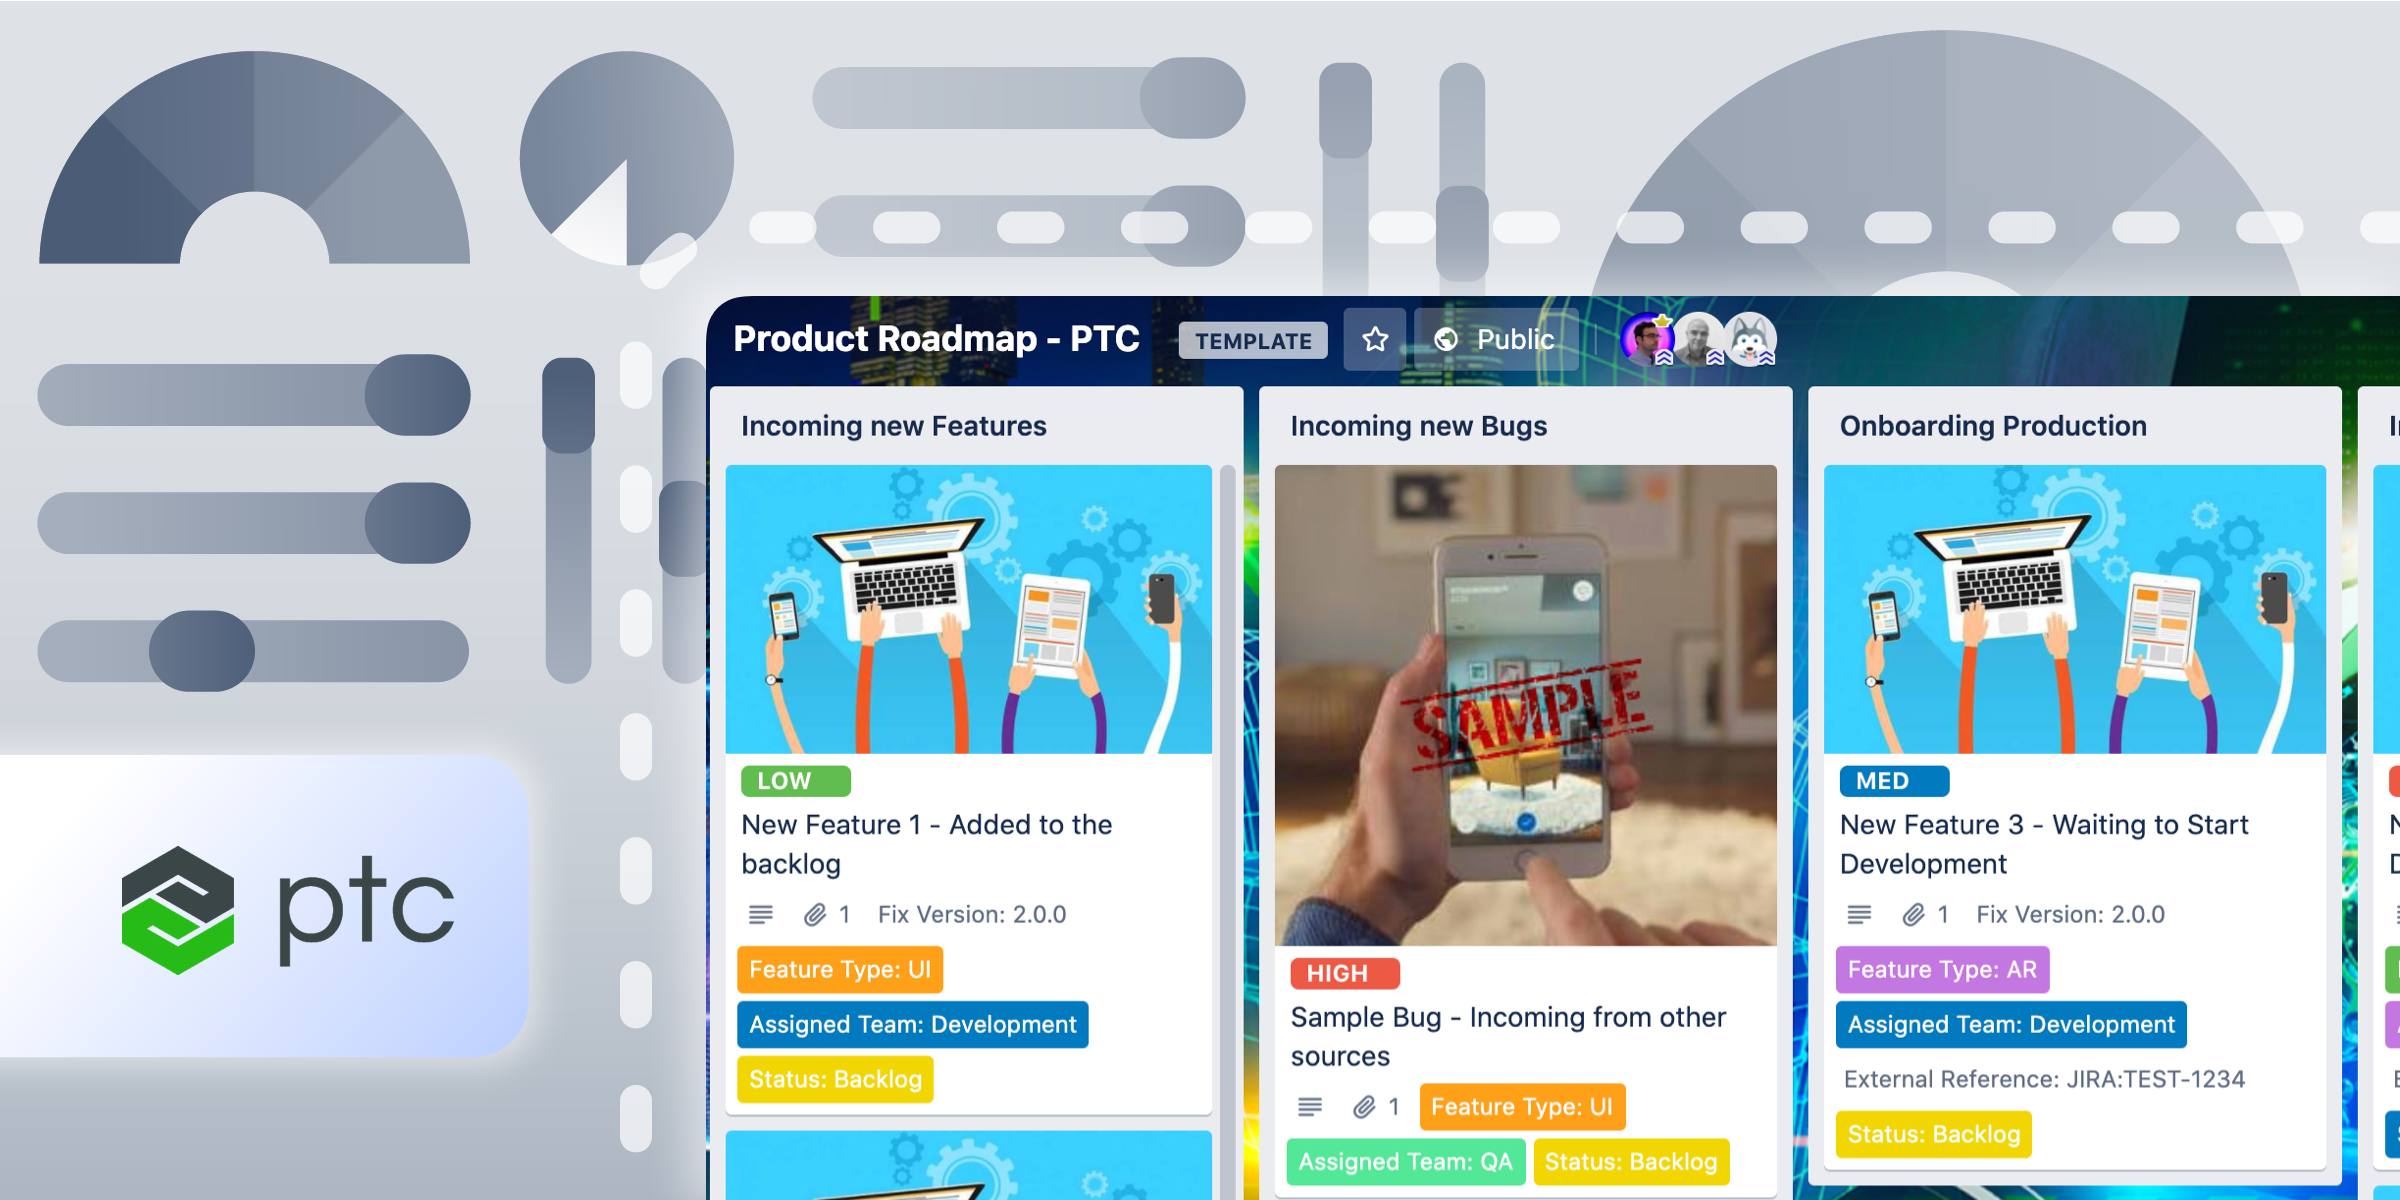 Product Roadmap - PTC
TEMPLATE
Public
Incoming new Features
LOW
New Feature 1 - Added to the
backlog
1
Fix Version: 2.0.0
Feature Type: UI
Assigned Team: Development
Status: Backlog
Incoming new Bugs
SAMPLE
HIGH
Sample Bug - Incoming from other
sources
1
Feature Type: UI
Assigned Team: QA
Status: Backlog
Onboarding Production
MED
New Feature 3 - Waiting to Start
Development
1
Fix Version: 2.0.0
Feature Type: AR
Assigned Team: Development
External Reference: JIRA:TEST-1234
Status: Backlog
ptc